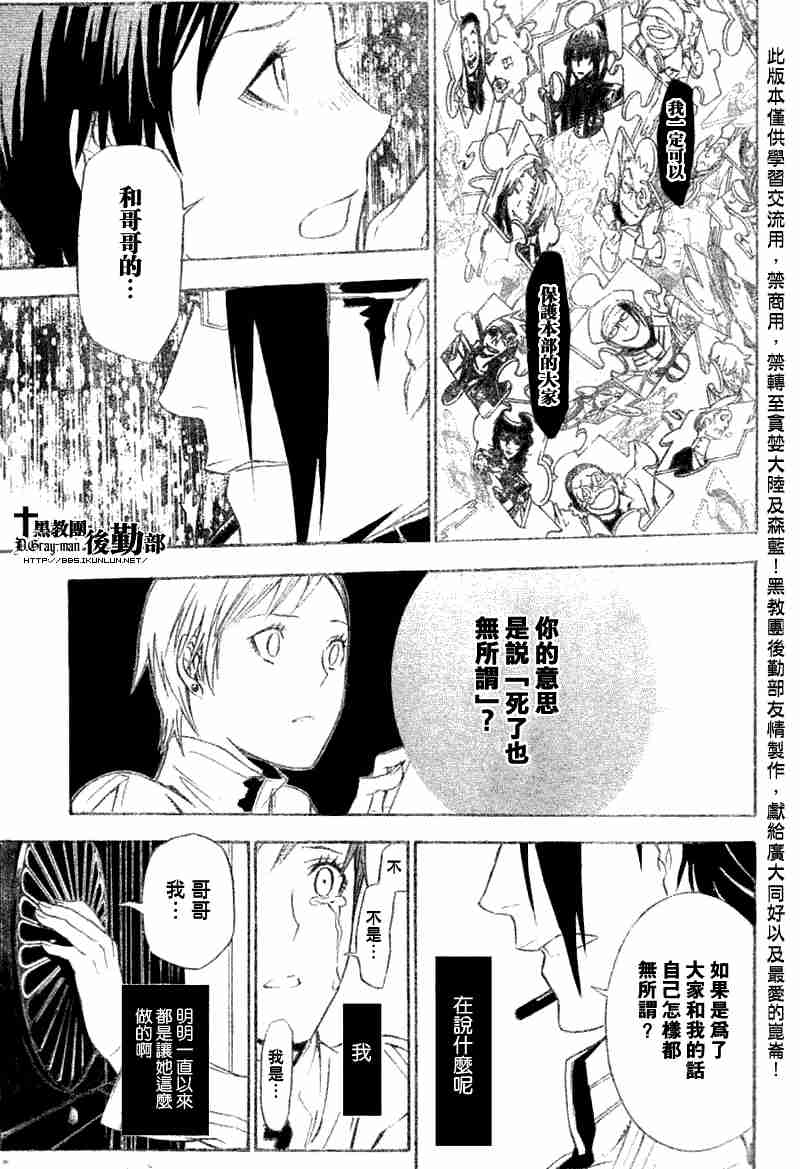 我一定可以
保護本部的大家
和哥哥的…
你的意思
是說「死了也
無所謂」？
如果是為了
大家和我的話
自己怎樣都
無所謂？
在說什麼呢
我
不
不是…
我是…
哥哥
我…
明明一直以來
都是讓她這麼
做的啊
黑教團
D.Gray-man 後勤部
HTTP://BBS.IKUNLUN.NET/
此版本僅供學習交流用，禁商用，禁轉至貪婪大陸及森藍！黑教團後勤部友情製作，獻給廣大同好以及最愛的崑崙！